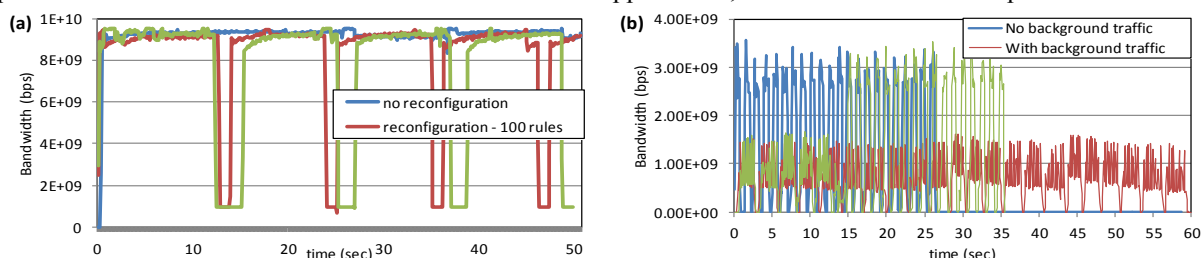 (a)
1E+10
8E+09
6E+09
4E+09
2E+09
0
Bandwidth (bps)
no reconfiguration
reconfiguration - 100 rules
0 10 20 30 40 50
time (sec)
(b)
4.00E+09
3.00E+09
2.00E+09
1.00E+09
0.00E+00
Bandwidth (bps)
No background traffic
With background traffic
0 5 10 15 20 25 30 35 40 45 50 55 60
time (sec)